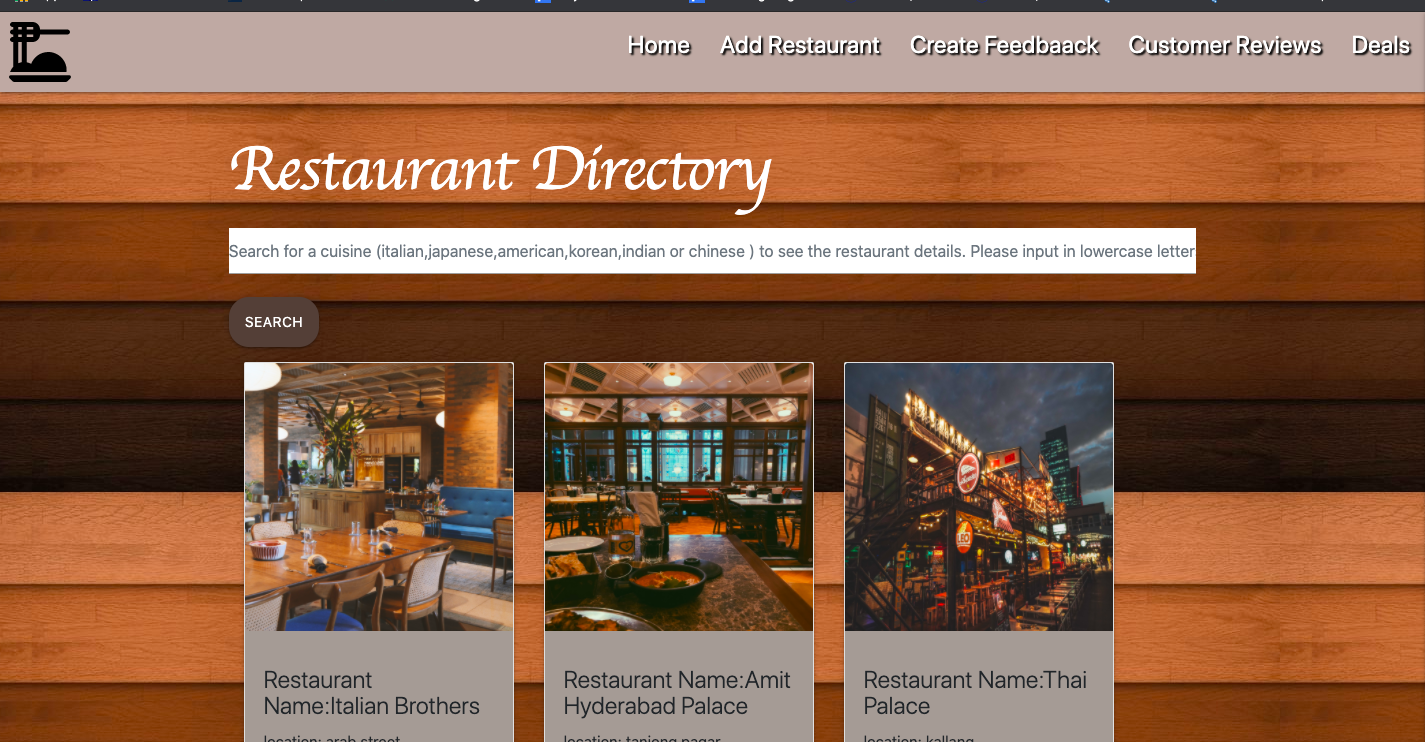 Home Add Restaurant Create Feedbaack Customer Reviews Deals
Restaurant Directory
Search for a cuisine (italian,japanese,american,korean,indian or chinese ) to see the restaurant details. Please input in lowercase letter
SEARCH
Restaurant
Name:Italian Brothers
location: arab street
Restaurant Name:Amit
Hyderabad Palace
location: tanjong pagar
Restaurant Name:Thai
Palace
location: kallang